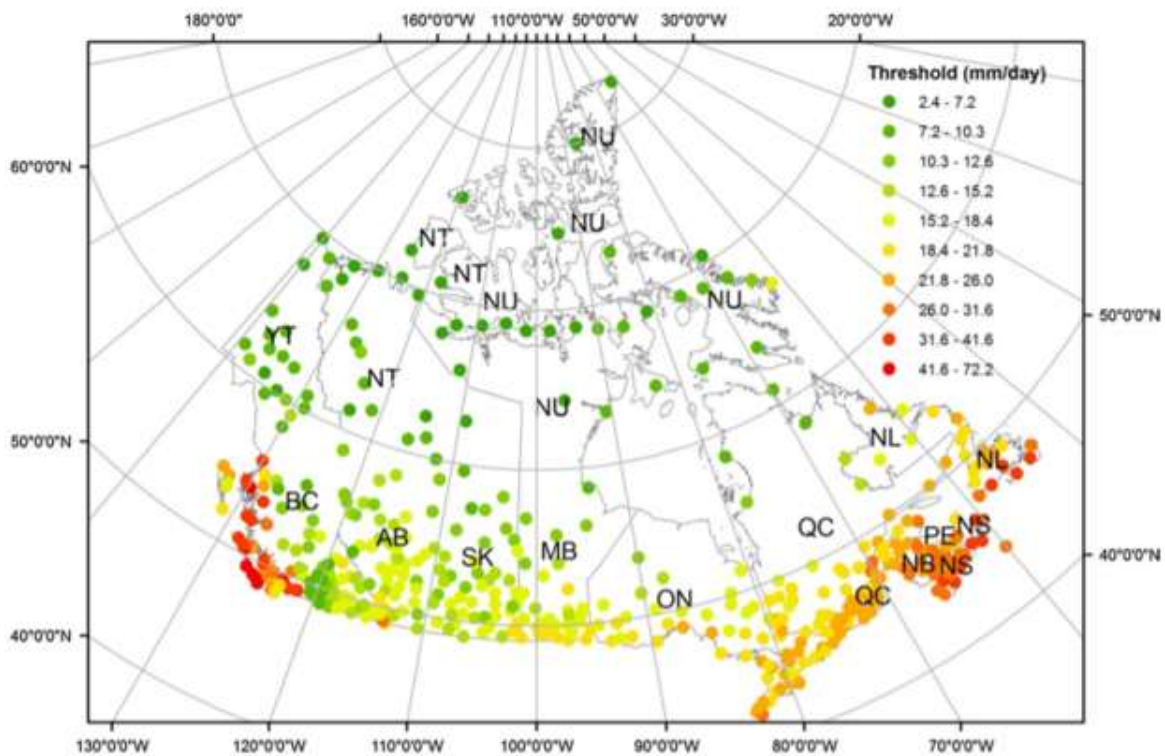 180°0'0" 160°0'0"W 110°0'0"W 50°0'0"W 30°0'0"W 20°0'0"W
Threshold (mm/day)
2.4 - 7.2
7.2 - 10.3
10.3 - 12.6
12.6 - 15.2
15.2 - 18.4
18.4 - 21.8
21.8 - 26.0
26.0 - 31.6
31.6 - 41.6
41.6 - 72.2
NU
60°0'0"N
NU
NT
NT
NU NU
50°0'0"N
YT
NT
NU
50°0'0"N
NL
NL
BC
QC
NS
AB
PE
SK MB
NB NS
40°0'0"N
ON QC
40°0'0"N
130°0'0"W 120°0'0"W 110°0'0"W 100°0'0"W 90°0'0"W 80°0'0"W 70°0'0"W